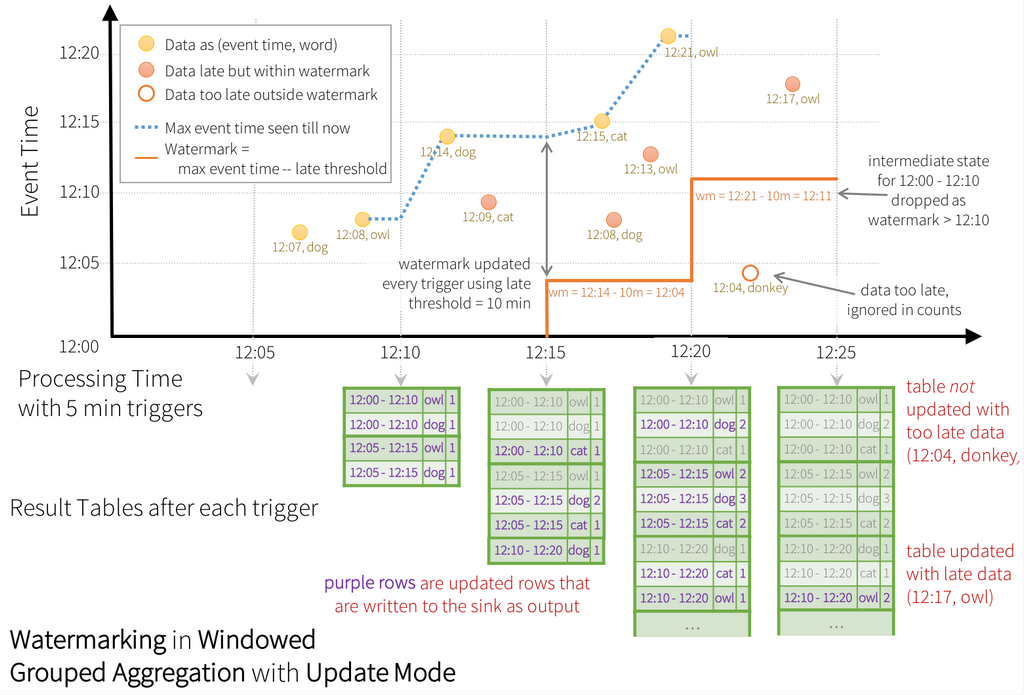 12:20
12:15
12:10
12:05
12:00
Event Time
Data as (event time, word)
Data late but within watermark
Data too late outside watermark
Max event time seen till now
Watermark =
max event time -- late threshold
12:21, owl
12:14, dog
12:15, cat
12:17, owl
12:13, owl
12:09, cat
12:08, dog
12:07, dog
12:08, owl
12:04, donkey
wm = 12:21 - 10m = 12:11
wm = 12:14 - 10m = 12:04
watermark updated
every trigger using late
threshold = 10 min
intermediate state
for 12:00 - 12:10
dropped as
watermark > 12:10
data too late,
ignored in counts
12:05
12:10
12:15
12:20
12:25
Processing Time
with 5 min triggers
Result Tables after each trigger
12:00 - 12:10 owl 1
12:00 - 12:10 dog 1
12:05 - 12:15 owl 1
12:05 - 12:15 dog 1
12:00 - 12:10 owl 1
12:00 - 12:10 dog 1
12:00 - 12:10 cat 1
12:05 - 12:15 owl 1
12:05 - 12:15 dog 2
12:05 - 12:15 cat 1
12:10 - 12:20 dog 1
12:00 - 12:10 owl 1
12:00 - 12:10 dog 2
12:00 - 12:10 cat 1
12:05 - 12:15 owl 2
12:05 - 12:15 dog 3
12:05 - 12:15 cat 2
12:10 - 12:20 dog 1
12:10 - 12:20 cat 1
12:10 - 12:20 owl 1
...
12:00 - 12:10 owl 1
12:00 - 12:10 dog 2
12:00 - 12:10 cat 1
12:05 - 12:15 owl 2
12:05 - 12:15 dog 3
12:05 - 12:15 cat 2
12:10 - 12:20 dog 1
12:10 - 12:20 cat 1
12:10 - 12:20 owl 2
...
table not
updated with
too late data
(12:04, donkey,
table updated
with late data
(12:17, owl)
purple rows are updated rows that
are written to the sink as output
Watermarking in Windowed
Grouped Aggregation with Update Mode